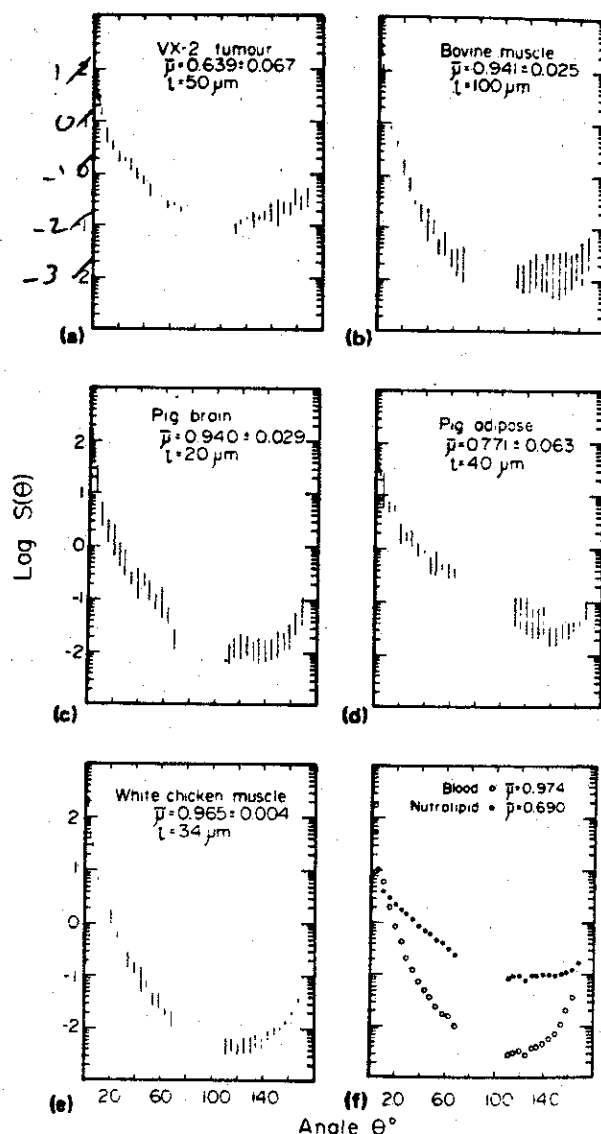 VX-2 tumour
μ̄=0.639±0.067
t=50 μm
1
0
-1
-2
-3
(a)
Bovine muscle
μ̄=0.941±0.025
t=100 μm
(b)
Log S(θ)
Pig brain
μ̄=0.940±0.029
t=20 μm
2
1
0
-1
-2
(c)
Pig adipose
μ̄=0.771±0.063
t=40 μm
(d)
White chicken muscle
μ̄=0.965±0.004
t=34 μm
2
1
0
-1
-2
(e)
20 60 100 140
Blood ∘ μ̄=0.974
Nutralipid • μ̄=0.690
(f)
20 60 100 140
Angle θ°